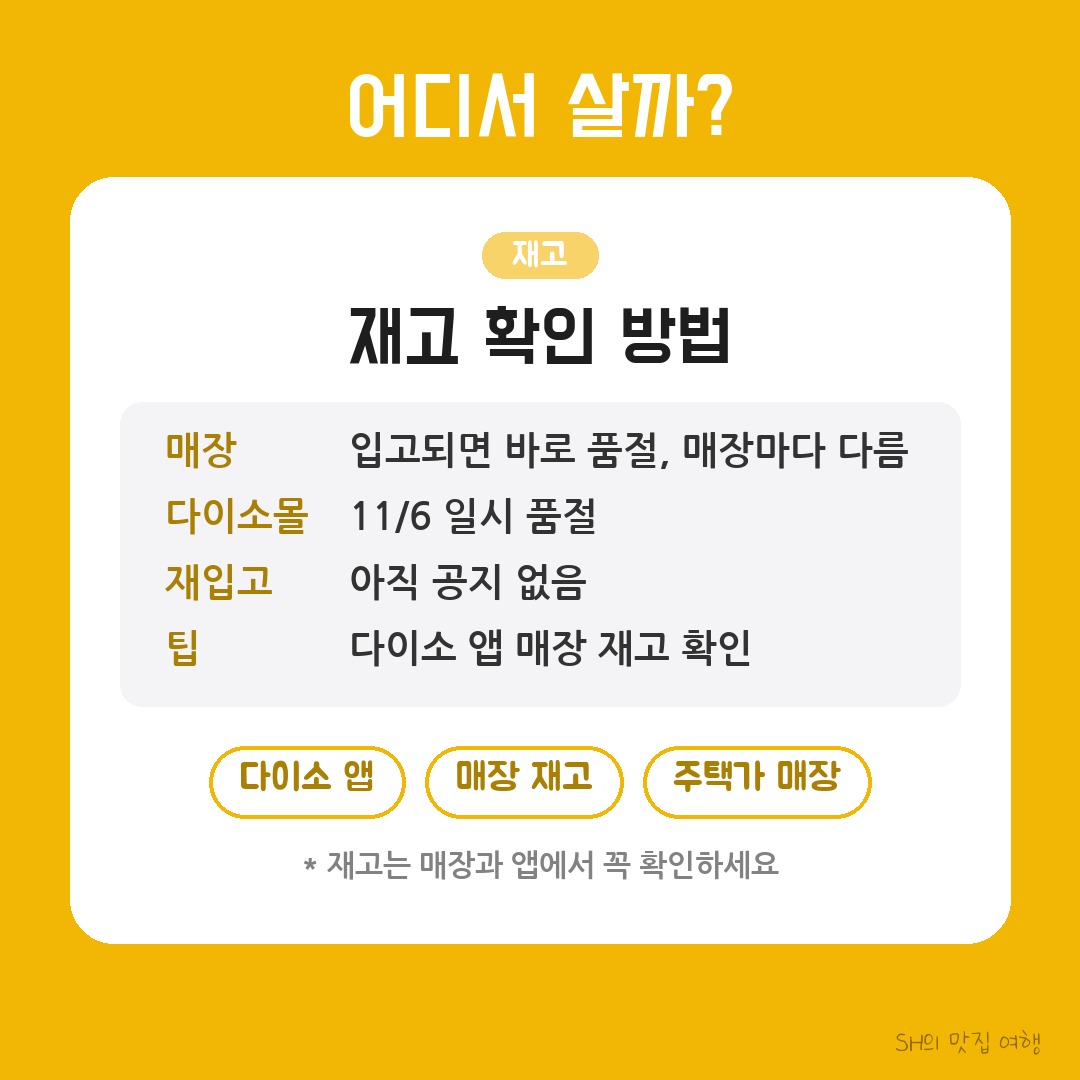 어디서 살까?
재고
재고 확인 방법
매장 입고되면 바로 품절, 매장마다 다름
다이소몰 11/6 일시 품절
재입고 아직 공지 없음
팁 다이소 앱 매장 재고 확인
다이소 앱 매장 재고 주택가 매장
* 재고는 매장과 앱에서 꼭 확인하세요
SH의 맛집 여행